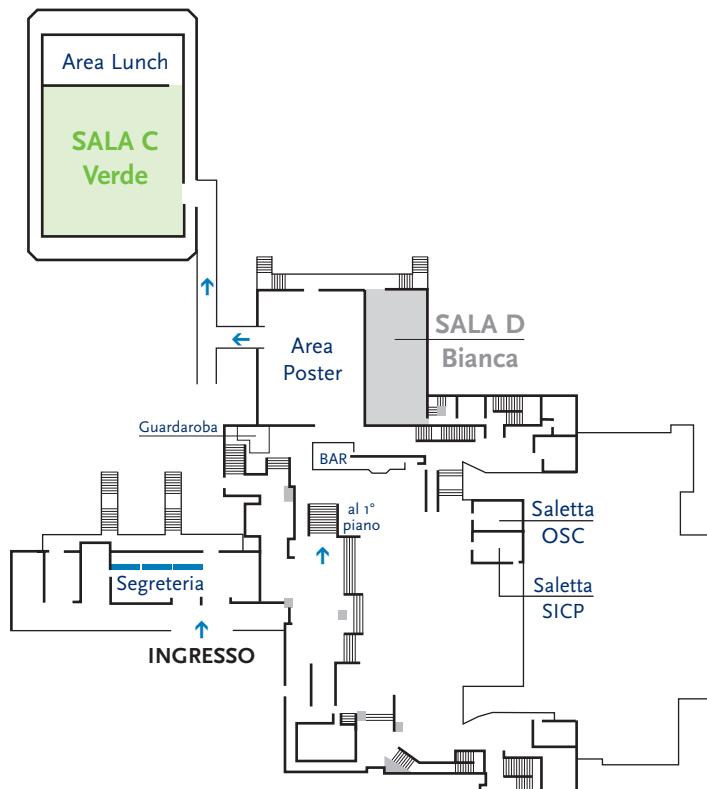 Area Lunch
SALA C
Verde
SALA D
Bianca
Area
Poster
Guardaroba
BAR
al 1°
piano
Saletta
OSC
Segreteria
Saletta
SICP
INGRESSO